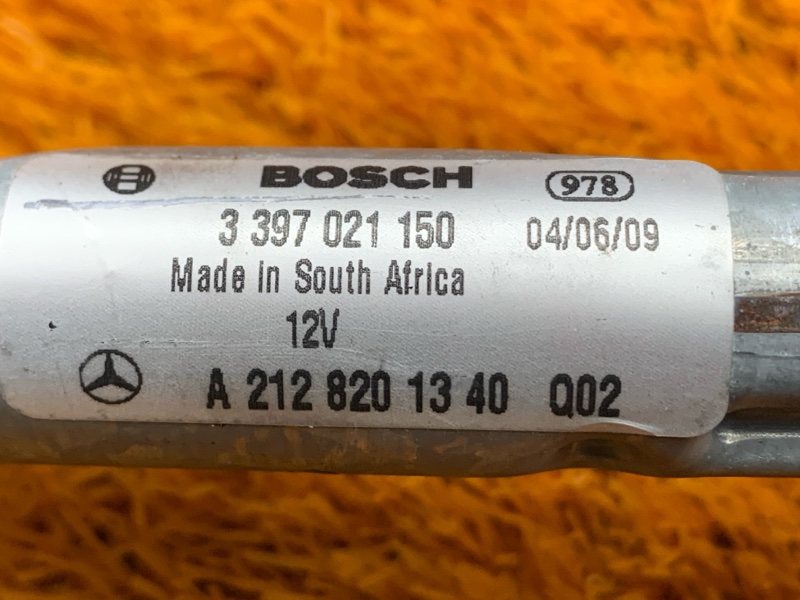 BOSCH 978
3 397 021 150 04/06/09
Made in South Africa
12V
A 212 820 13 40 Q02